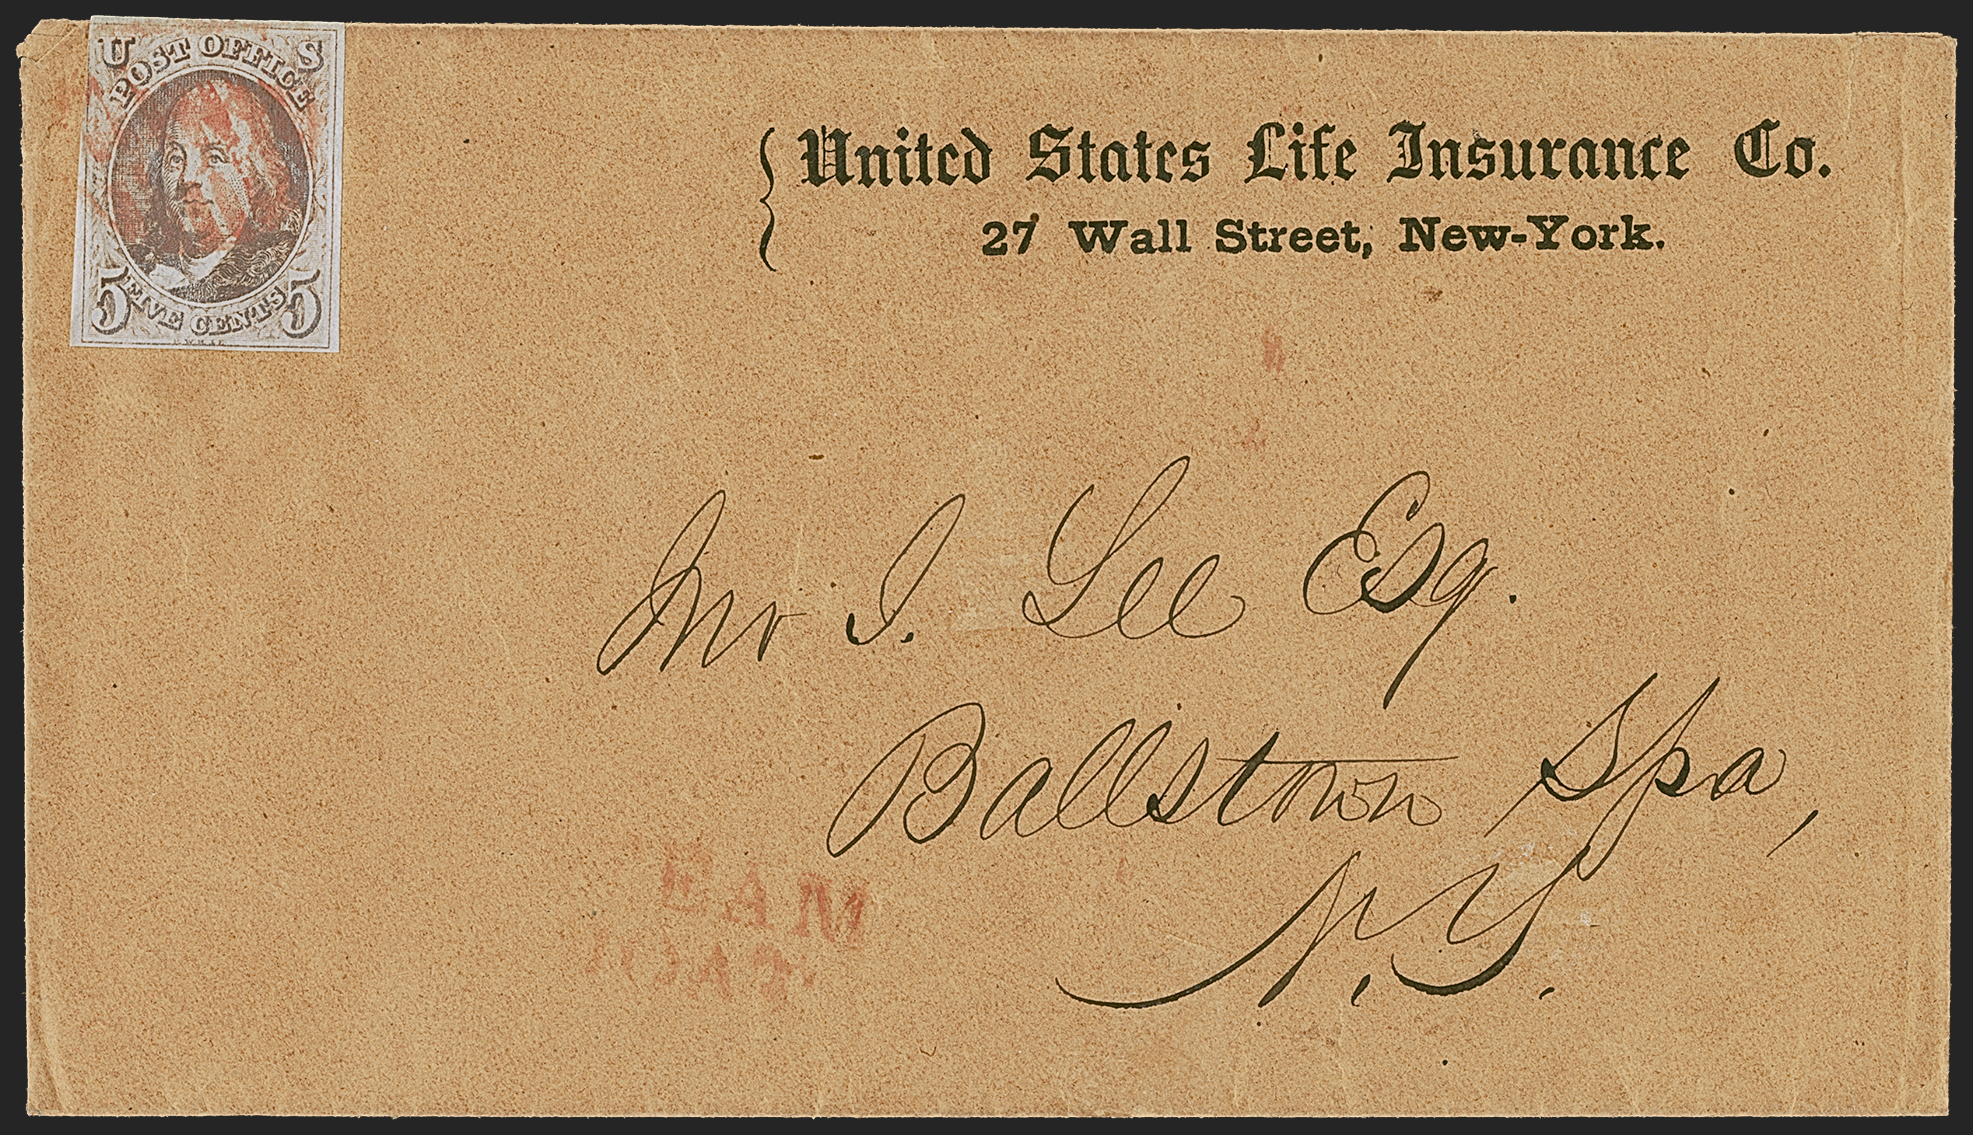 U S
POST OFFICE
5 FIVE CENTS 5
United States Life Insurance Co.
27 Wall Street, New-York.
Mr I. Lee Esq.
Ballstown Spa,
N.Y.